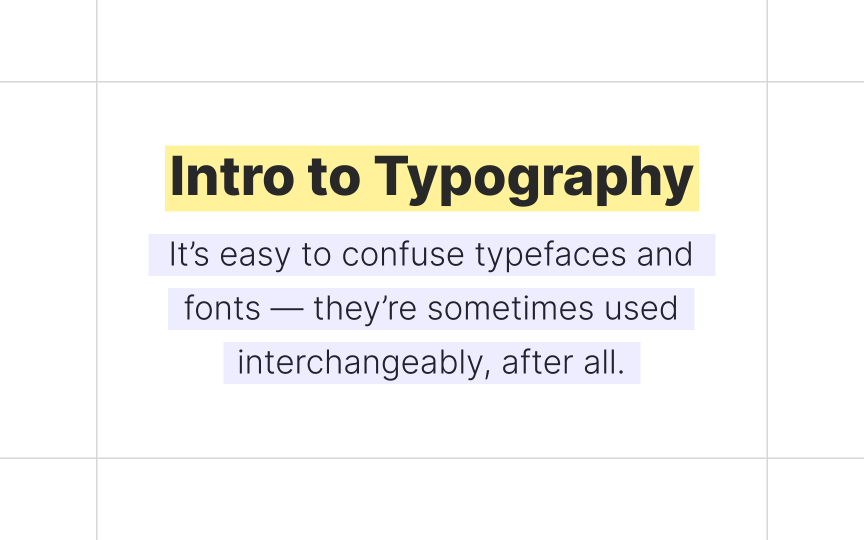 Intro to Typography
It’s easy to confuse typefaces and
fonts — they’re sometimes used
interchangeably, after all.